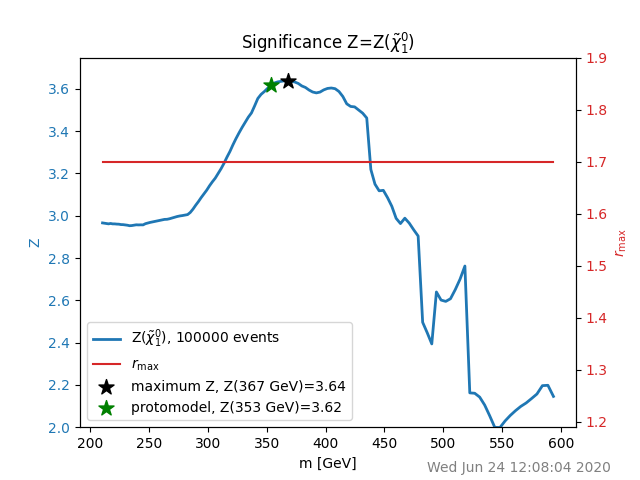 Significance Z=Z(χ̃₁⁰)
3.6
3.4
3.2
3.0
2.8
2.6
2.4
2.2
2.0
Z
1.9
1.8
1.7
1.6
1.5
1.4
1.3
1.2
r_max
Z(χ̃₁⁰), 100000 events
r_max
maximum Z, Z(367 GeV)=3.64
protomodel, Z(353 GeV)=3.62
200 250 300 350 400 450 500 550 600
m [GeV]
Wed Jun 24 12:08:04 2020